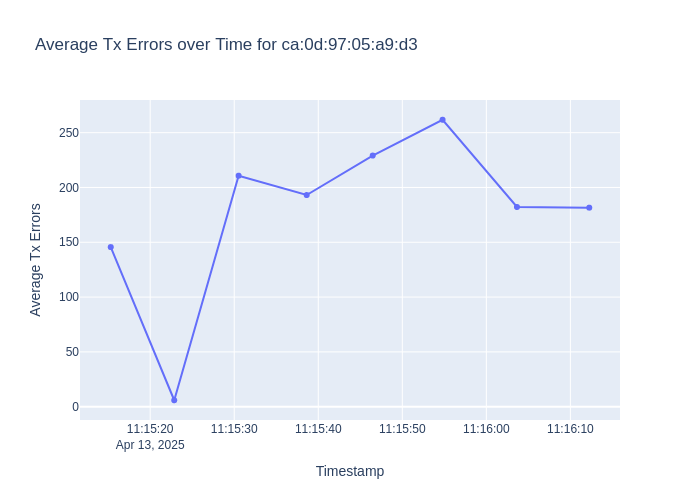 Average Tx Errors over Time for ca:0d:97:05:a9:d3
250
200
150
100
50
0
Average Tx Errors
11:15:20 11:15:30 11:15:40 11:15:50 11:16:00 11:16:10
Apr 13, 2025
Timestamp